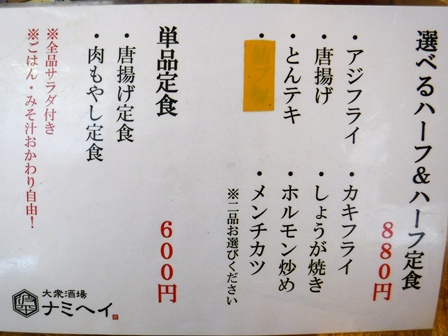 選べるハーフ&ハーフ定食
880円
・アジフライ
・カキフライ
・唐揚げ
・しょうが焼き
・とんテキ
・ホルモン炒め
・メンチカツ
※二品お選びください
単品定食
600円
・唐揚げ定食
・肉もやし定食
※全品サラダ付き
※ごはん・みそ汁おかわり自由!
大衆酒場
ナミヘイ